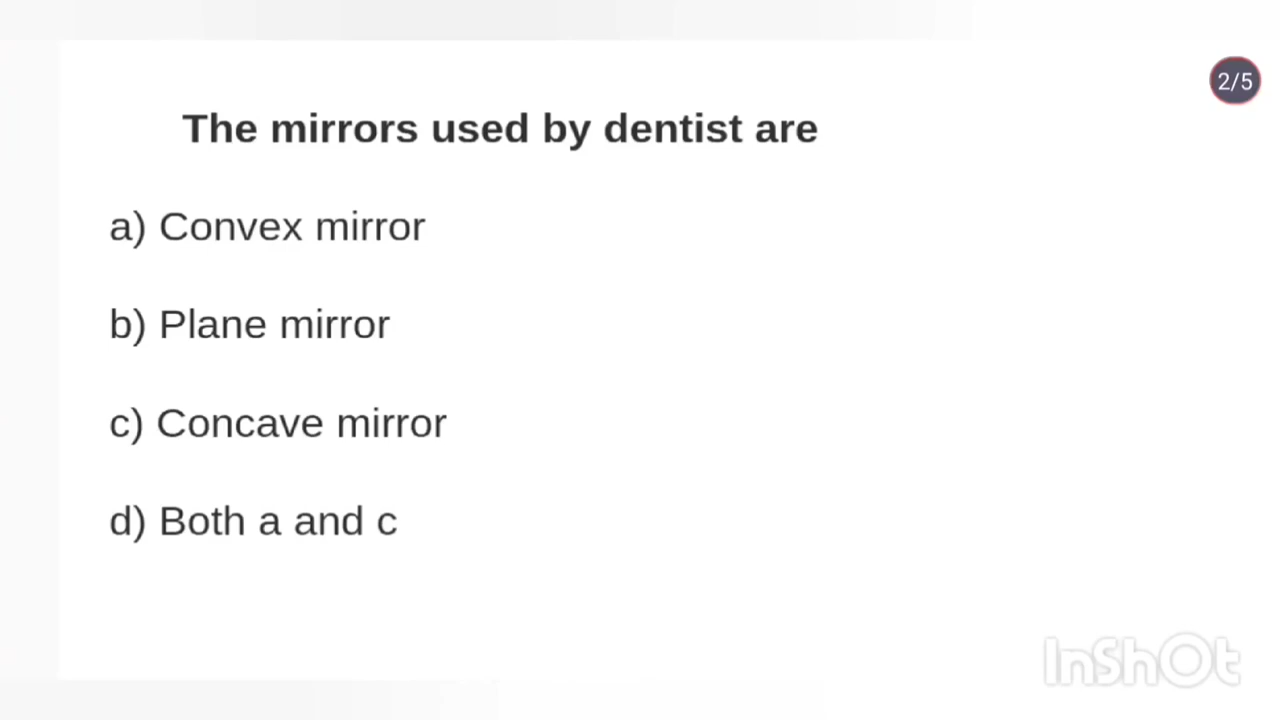 2/5
The mirrors used by dentist are
a) Convex mirror
b) Plane mirror
c) Concave mirror
d) Both a and c
InShOt